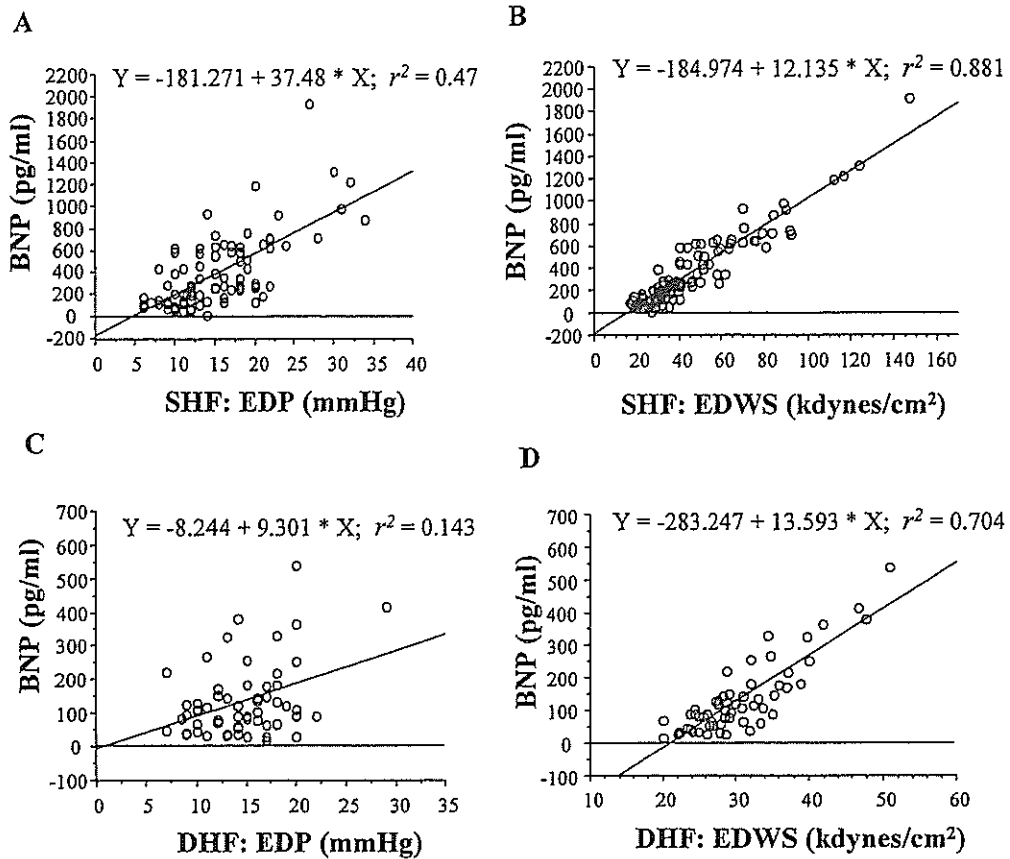 A
Y = -181.271 + 37.48 * X; r² = 0.47
BNP (pg/ml)
2200
2000
1800
1600
1400
1200
1000
800
600
400
200
0
-200
0 5 10 15 20 25 30 35 40
SHF: EDP (mmHg)
B
Y = -184.974 + 12.135 * X; r² = 0.881
BNP (pg/ml)
2200
2000
1800
1600
1400
1200
1000
800
600
400
200
0
-200
0 20 40 60 80 100 120 140 160
SHF: EDWS (kdynes/cm²)
C
Y = -8.244 + 9.301 * X; r² = 0.143
BNP (pg/ml)
700
600
500
400
300
200
100
0
-100
0 5 10 15 20 25 30 35
DHF: EDP (mmHg)
D
Y = -283.247 + 13.593 * X; r² = 0.704
BNP (pg/ml)
700
600
500
400
300
200
100
0
-100
10 20 30 40 50 60
DHF: EDWS (kdynes/cm²)